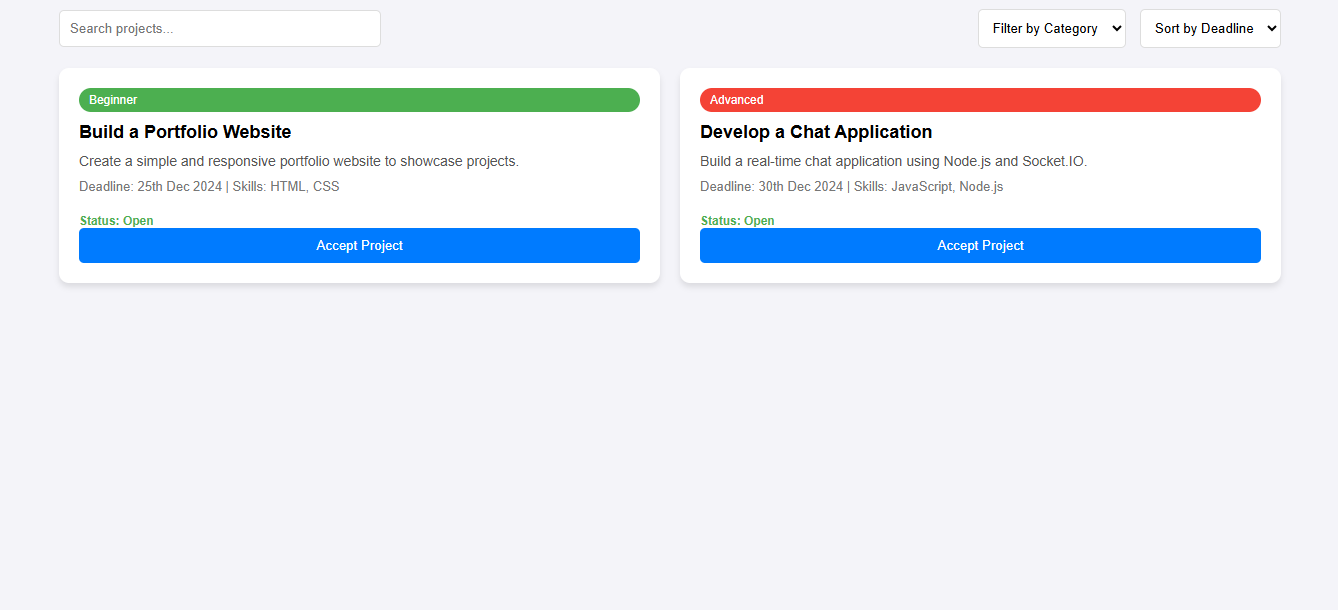 Search projects...
Filter by Category
Sort by Deadline
Beginner
Build a Portfolio Website
Create a simple and responsive portfolio website to showcase projects.
Deadline: 25th Dec 2024 | Skills: HTML, CSS
Status: Open
Accept Project
Advanced
Develop a Chat Application
Build a real-time chat application using Node.js and Socket.IO.
Deadline: 30th Dec 2024 | Skills: JavaScript, Node.js
Status: Open
Accept Project